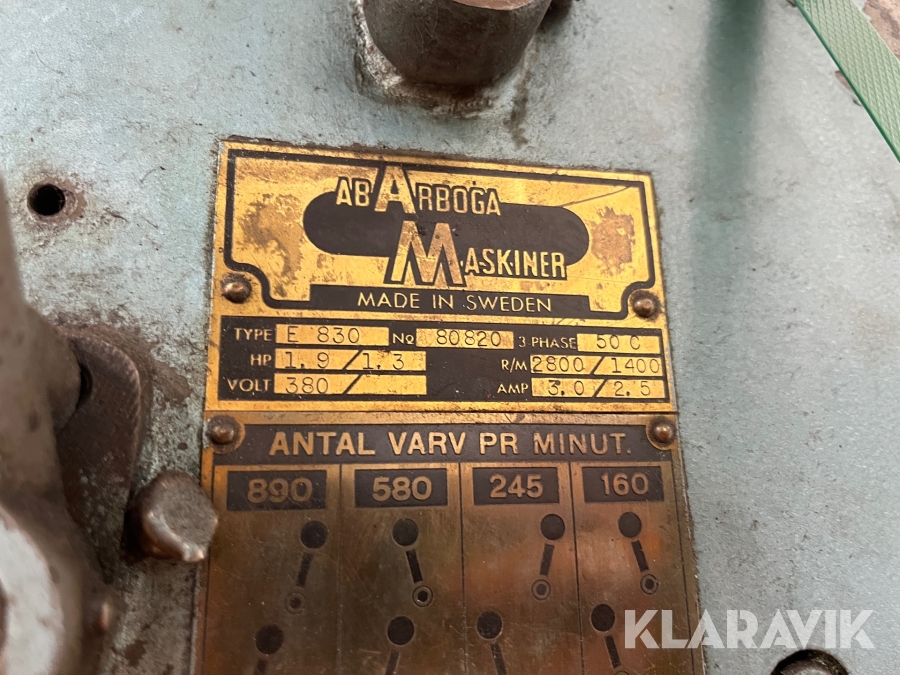 AB ARBOGA
MASKINER
MADE IN SWEDEN
TYPE E 830 No 80820 3 PHASE 50 C
HP 1.9 / 1.3 R/M 2800 / 1400
VOLT 380 / AMP 3.0 / 2.5
ANTAL VARV PR MINUT.
890 580 245 160
KLARAVIK